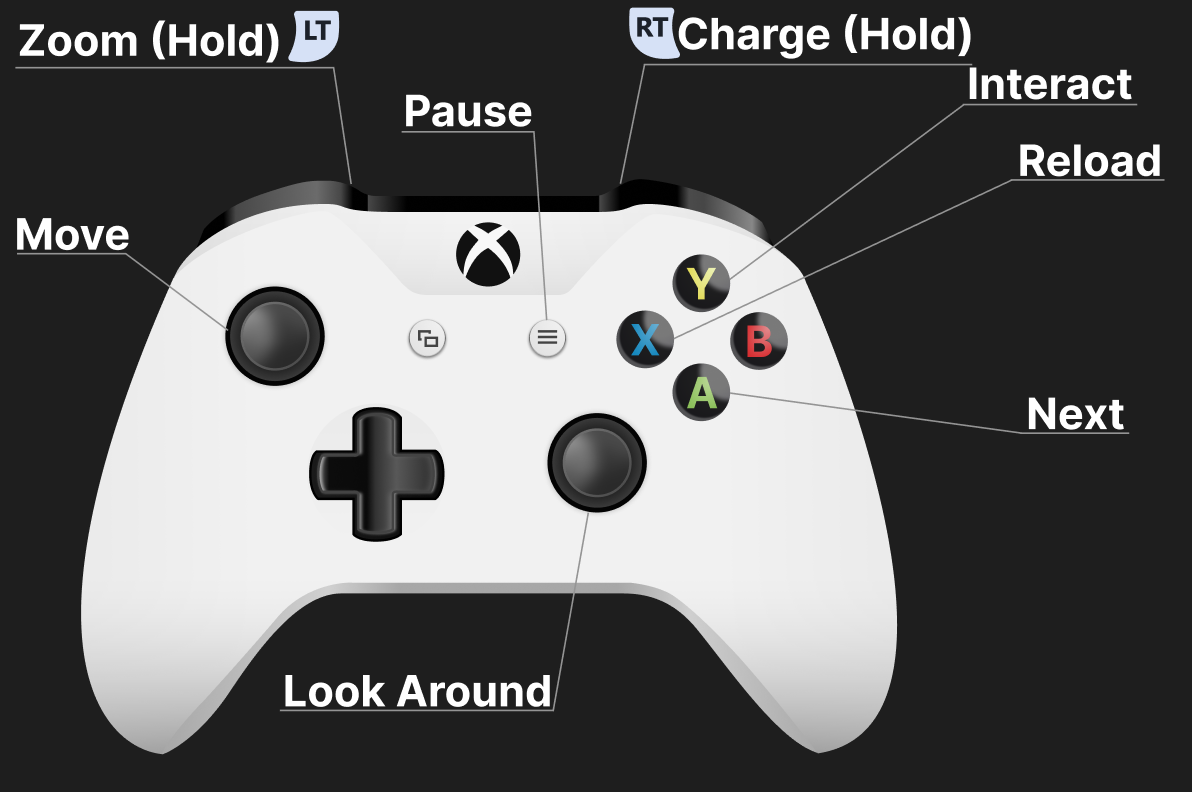 Zoom (Hold) LT
RT Charge (Hold)
Interact
Pause
Reload
Move
Y
X
B
A
Next
Look Around